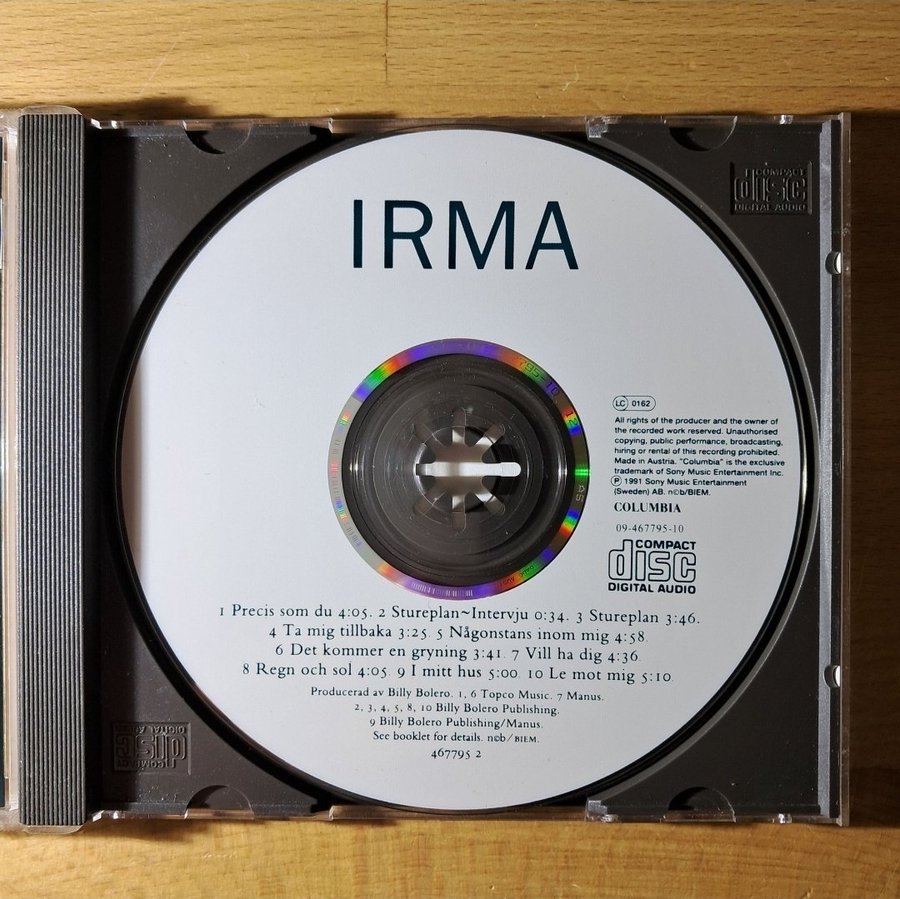 IRMA
COMPACT
disc
DIGITAL AUDIO
LC 0162
All rights of the producer and the owner of
the recorded work reserved. Unauthorised
copying, public performance, broadcasting,
hiring or rental of this recording prohibited.
Made in Austria. "Columbia" is the exclusive
trademark of Sony Music Entertainment Inc.
Ⓟ 1991 Sony Music Entertainment
(Sweden) AB. n©b/BIEM.
COLUMBIA
09-467795-10
COMPACT
disc
DIGITAL AUDIO
1 Precis som du 4:05. 2 Stureplan~Intervju 0:34. 3 Stureplan 3:46.
4 Ta mig tillbaka 3:25. 5 Någonstans inom mig 4:58.
6 Det kommer en gryning 3:41. 7 Vill ha dig 4:36.
8 Regn och sol 4:05. 9 I mitt hus 5:00. 10 Le mot mig 5:10.
Producerad av Billy Bolero. 1, 6 Topco Music. 7 Manus.
2, 3, 4, 5, 8, 10 Billy Bolero Publishing.
9 Billy Bolero Publishing/Manus.
See booklet for details. n©b/BIEM.
467795 2
COMPACT
disc
DIGITAL AUDIO